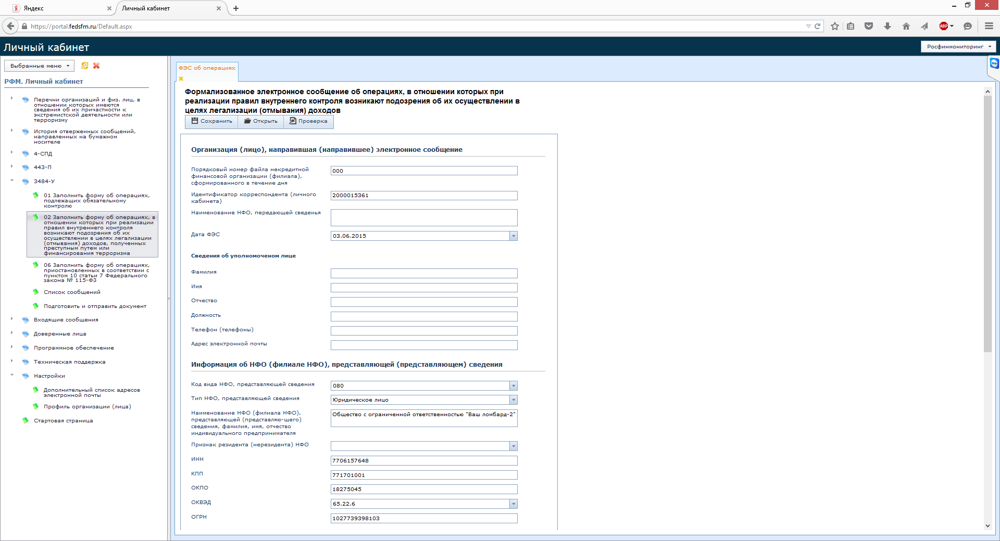 Яндекс
Личный кабинет
https://portal.fedsfm.ru/Default.aspx
ABP
Личный кабинет
Росфинмониторинг
Выбранные меню
РФМ. Личный кабинет
Перечни организаций и физ. лиц, в
отношении которых имеются
сведения об их причастности к
экстремистской деятельности или
терроризму
История отверженных сообщений,
направленных на бумажном
носителе
4-СПД
443-П
3484-У
01 Заполнить форму об операциях,
подлежащих обязательному
контролю
02 Заполнить форму об операциях, в
отношении которых при реализации
правил внутреннего контроля
возникают подозрения об их
осуществлении в целях легализации
(отмывания) доходов, полученных
преступным путем или
финансирования терроризма
06 Заполнить форму об операциях,
приостановленных в соответствии с
пунктом 10 статьи 7 Федерального
закона № 115-ФЗ
Список сообщений
Подготовить и отправить документ
Входящие сообщения
Доверенные лица
Программное обеспечение
Техническая поддержка
Настройки
Дополнительный список адресов
электронной почты
Профиль организации (лица)
Стартовая страница
ФЭС об операциях
Формализованное электронное сообщение об операциях, в отношении которых при
реализации правил внутреннего контроля возникают подозрения об их осуществлении в
целях легализации (отмывания) доходов
Сохранить Открыть Проверка
Организация (лицо), направившая (направившее) электронное сообщение
Порядковый номер файла некредитной
финансовой организации (филиала),
сформированного в течение дня
000
Идентификатор корреспондента (личного
кабинета)
2000015361
Наименование НФО, передающей сведенья
Дата ФЭС
03.06.2015
Сведения об уполномоченом лице
Фамилия
Имя
Отчество
Должность
Телефон (телефоны)
Адрес электронной почты
Информация об НФО (филиале НФО), представляющей (представляющем) сведения
Код вида НФО, представляющей сведения
080
Тип НФО, представляющей сведения
Юридическое лицо
Наименование НФО (филиала НФО),
представляющей (представляю-щего)
сведения, фамилия, имя, отчество
индивидуального предпринимателя
Общество с ограниченной ответственностью "Ваш ломбард-2"
Признак резидента (нерезидента) НФО
ИНН
7706157648
КПП
771701001
ОКПО
18275045
ОКВЭД
65.22.6
ОГРН
1027739398103